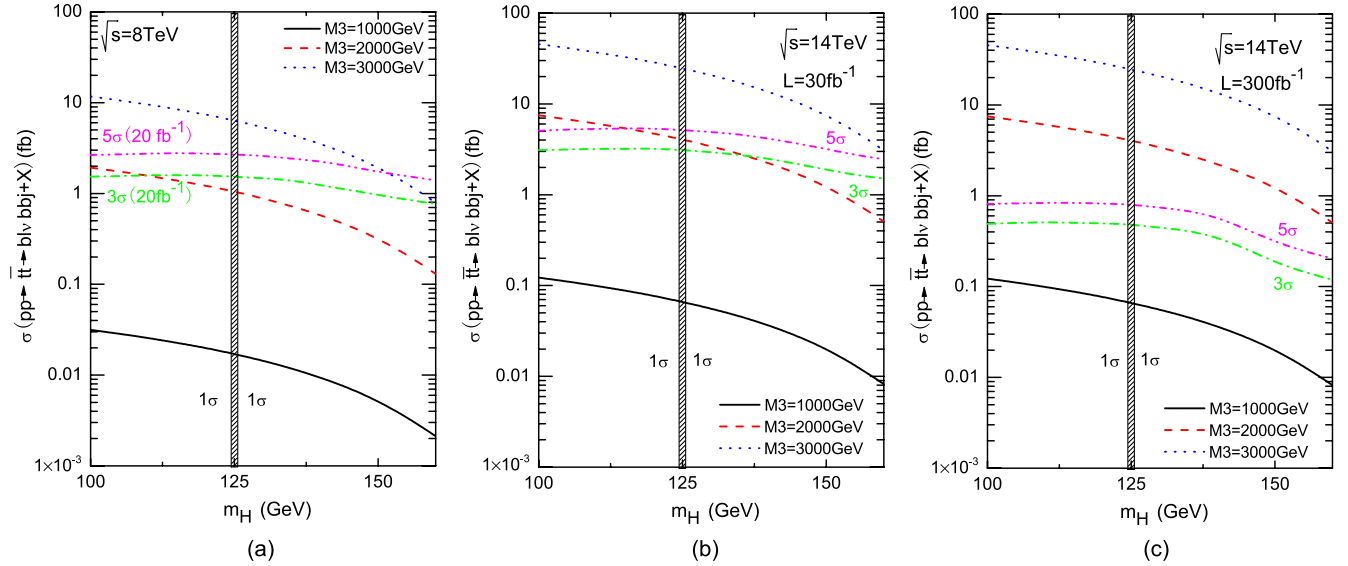 √s=8TeV
M3=1000GeV
M3=2000GeV
M3=3000GeV
100
10
1
0.1
0.01
1×10⁻³
5σ(20 fb⁻¹)
3σ(20fb⁻¹)
1σ 1σ
100 125 150
m_H (GeV)
σ (pp→ t̄t→ blν bbj+X) (fb)
(a)
√s=14TeV
L=30fb⁻¹
100
10
1
0.1
0.01
1×10⁻³
5σ
3σ
1σ 1σ
M3=1000GeV
M3=2000GeV
M3=3000GeV
100 125 150
m_H (GeV)
σ (pp→ t̄t→ blν bbj+X) (fb)
(b)
√s=14TeV
L=300fb⁻¹
100
10
1
0.1
0.01
1×10⁻³
5σ
3σ
1σ 1σ
M3=1000GeV
M3=2000GeV
M3=3000GeV
100 125 150
m_H (GeV)
σ (pp→ t̄t→ blν bbj+X) (fb)
(c)